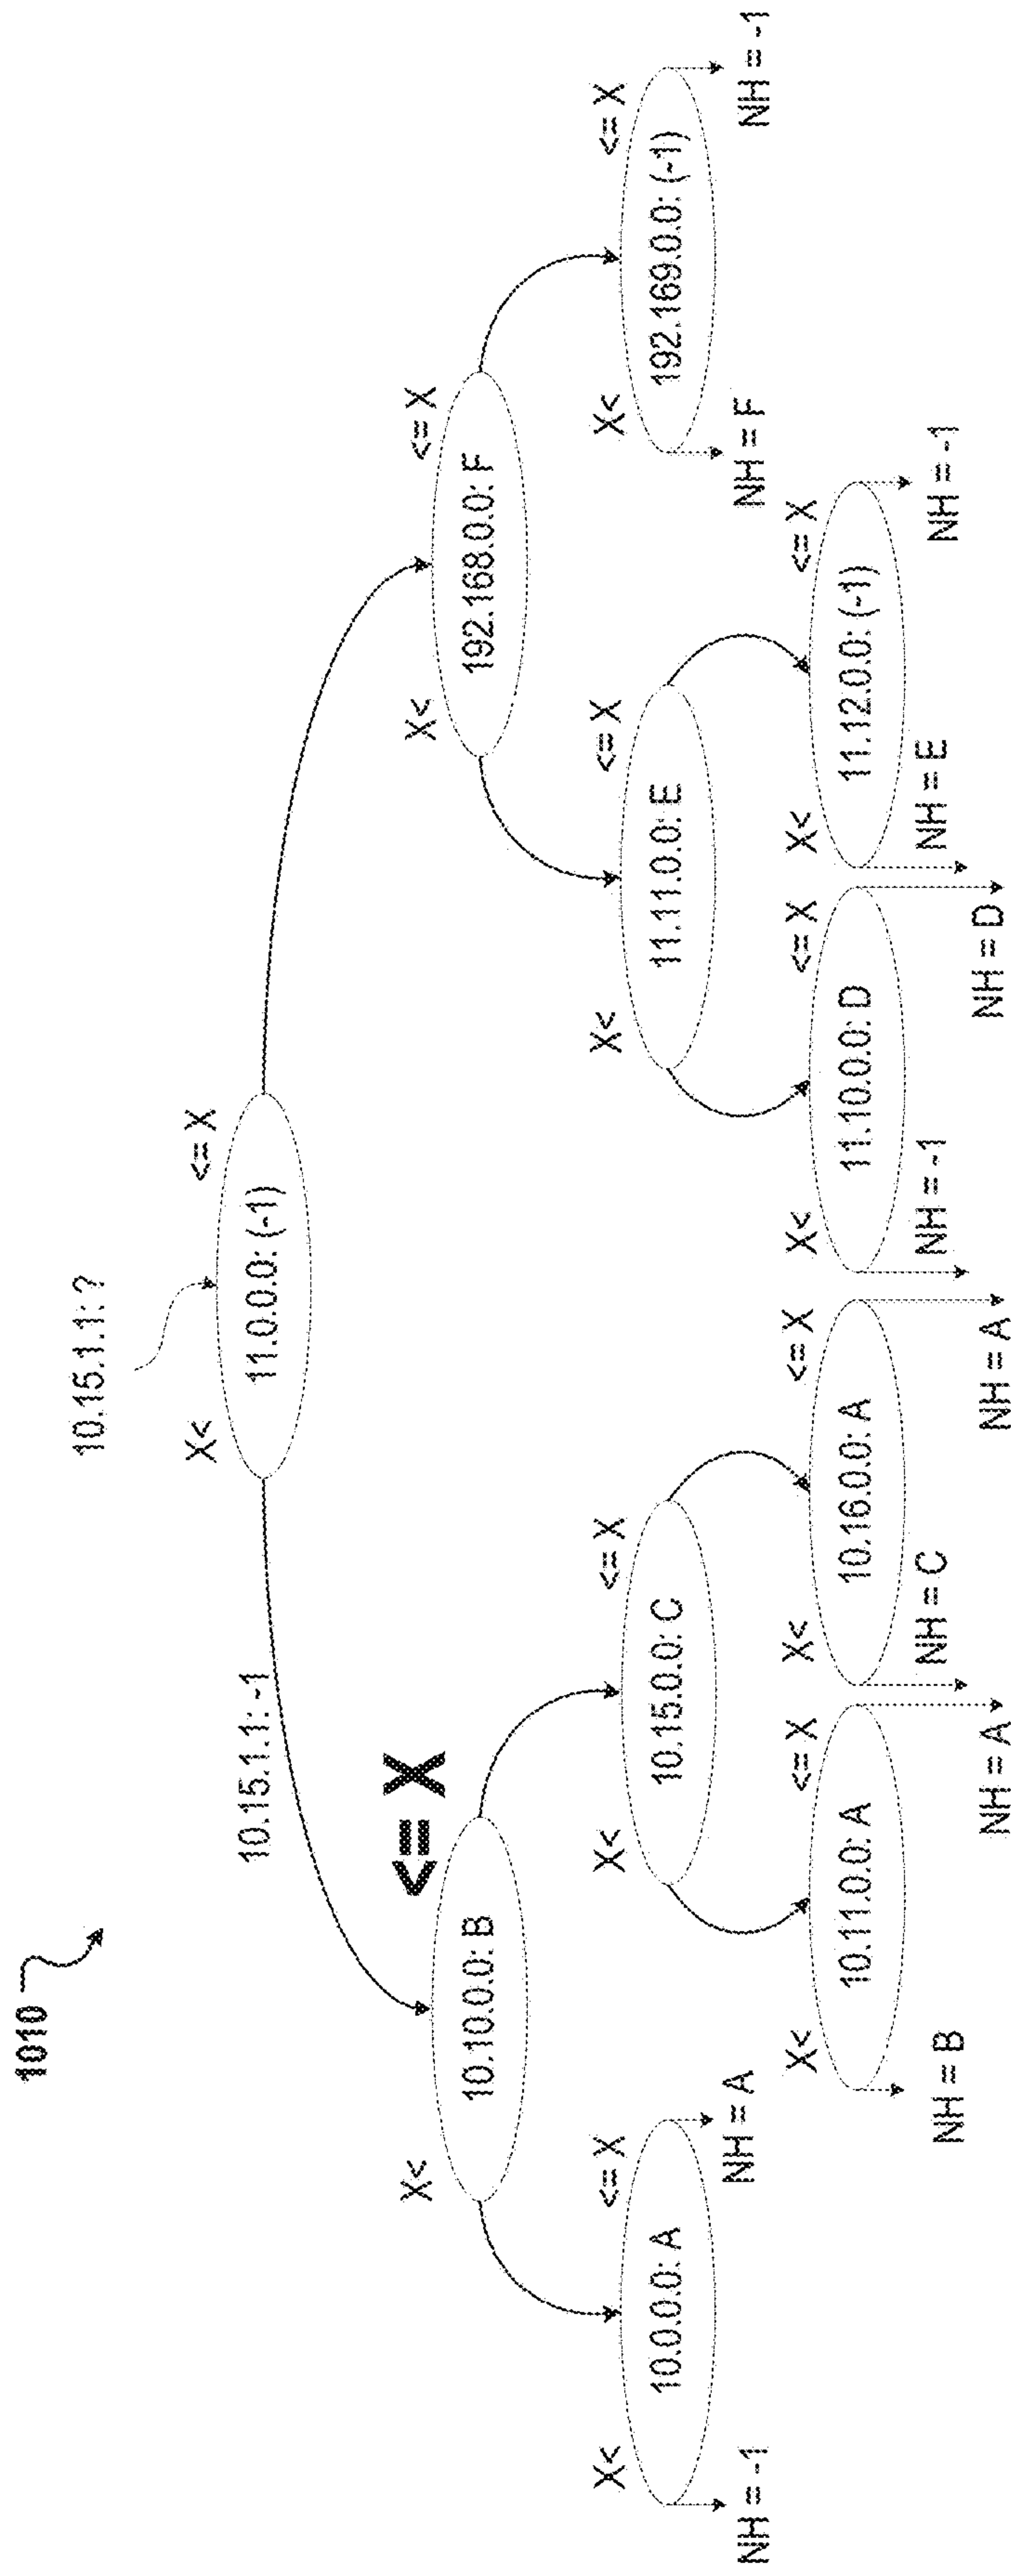 1010
10.15.1.1: ?
X<
<= X
11.0.0.0: (-1)
10.15.1.1: -1
X<
<= X
10.10.0.0: B
X<
<= X
192.168.0.0: F
X<
<= X
10.0.0.0: A
NH = -1
NH = A
X<
<= X
10.15.0.0: C
X<
<= X
11.11.0.0: E
X<
<= X
192.169.0.0: (-1)
NH = F
NH = -1
X<
<= X
10.11.0.0: A
NH = B
NH = A
X<
<= X
10.16.0.0: A
NH = C
NH = A
X<
<= X
11.10.0.0: D
NH = -1
NH = D
X<
<= X
11.12.0.0: (-1)
NH = E
NH = -1